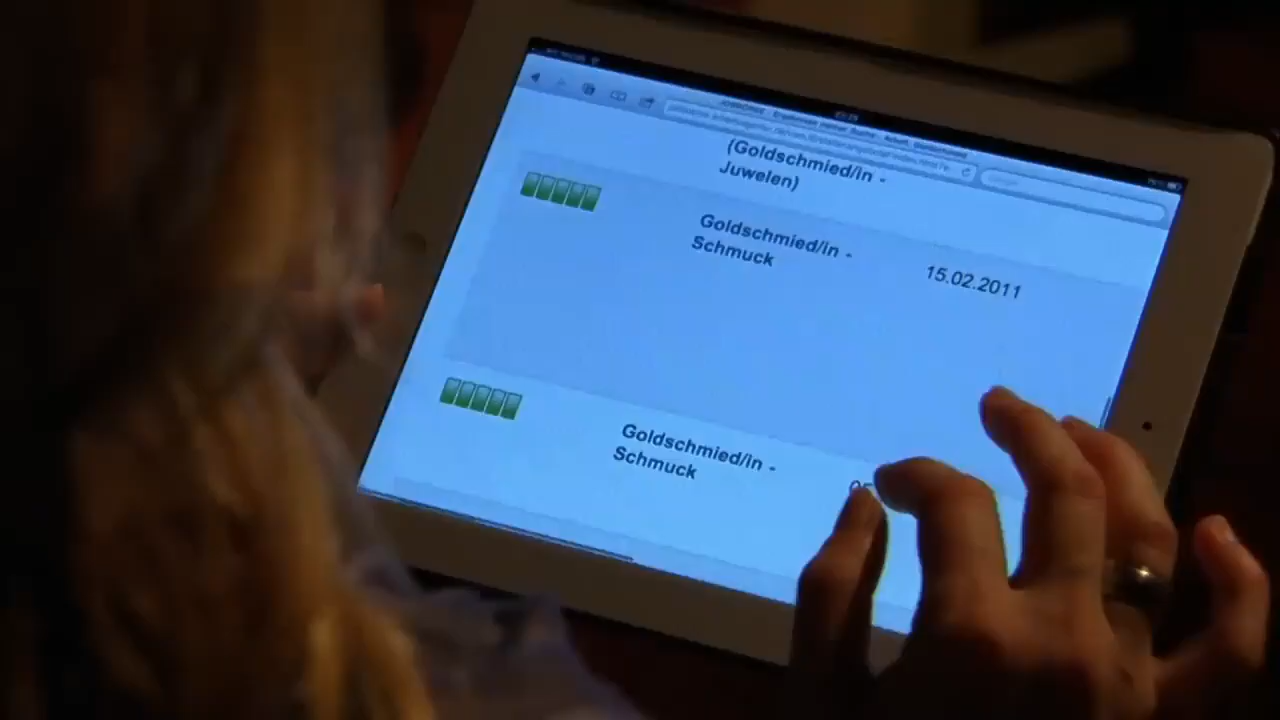 (Goldschmied/in -
Juwelen)
Goldschmied/in -
Schmuck
15.02.2011
Goldschmied/in -
Schmuck